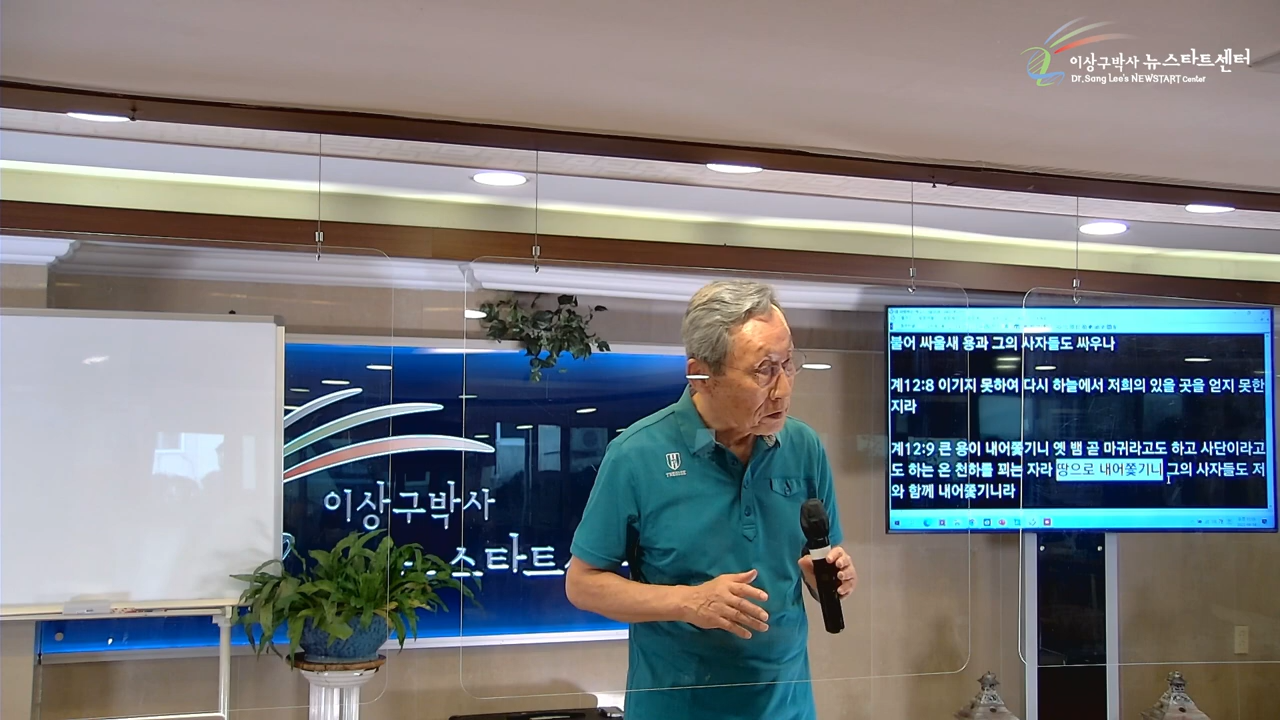 이상구박사 뉴스타트센터
Dr. Sang Lee's NEWSTART Center
불어 싸울새 용과 그의 사자들도 싸우나
계12:8 이기지 못하여 다시 하늘에서 저희의 있을 곳을 얻지 못한
지라
계12:9 큰 용이 내어쫓기니 옛 뱀 곧 마귀라고도 하고 사단이라고
도 하는 온 천하를 꾀는 자라 땅으로 내어쫓기니 그의 사자들도 저
와 함께 내어쫓기니라
이상구박사
스타트